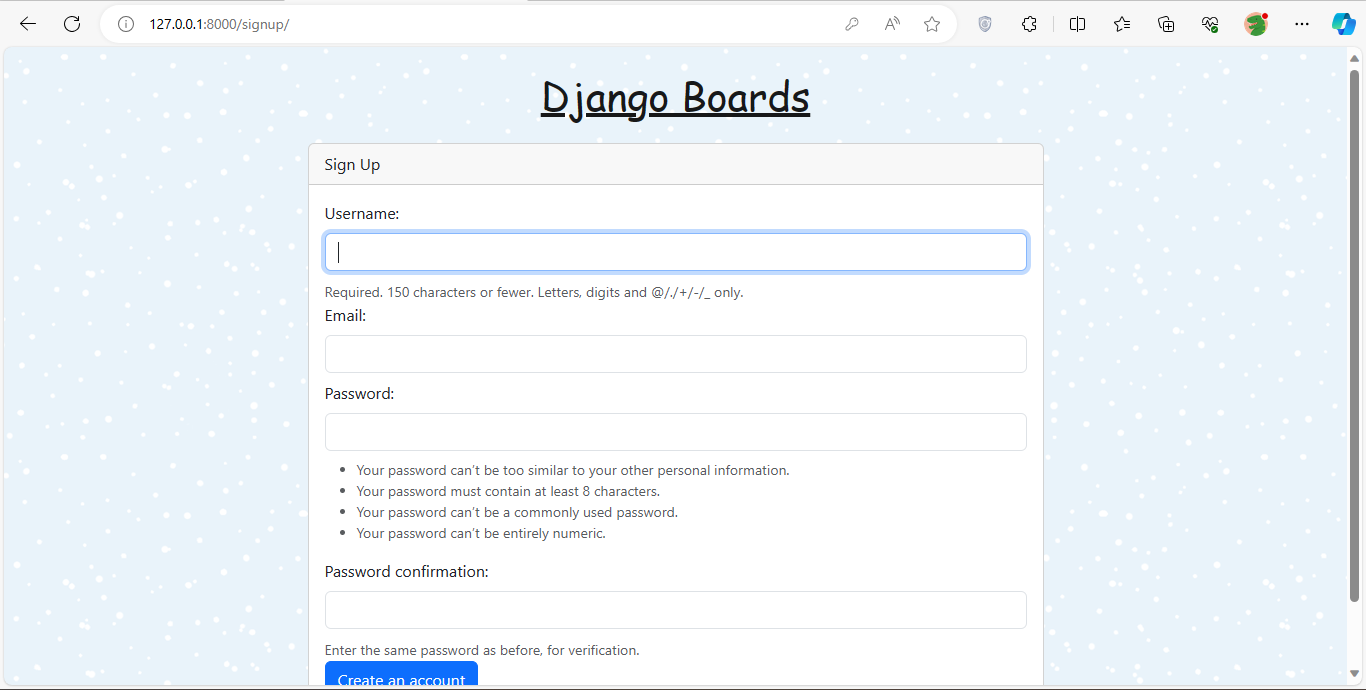 127.0.0.1:8000/signup/
Django Boards
Sign Up
Username:
Required. 150 characters or fewer. Letters, digits and @/./+/-/_ only.
Email:
Password:
Your password can’t be too similar to your other personal information.
Your password must contain at least 8 characters.
Your password can’t be a commonly used password.
Your password can’t be entirely numeric.
Password confirmation:
Enter the same password as before, for verification.
Create an account